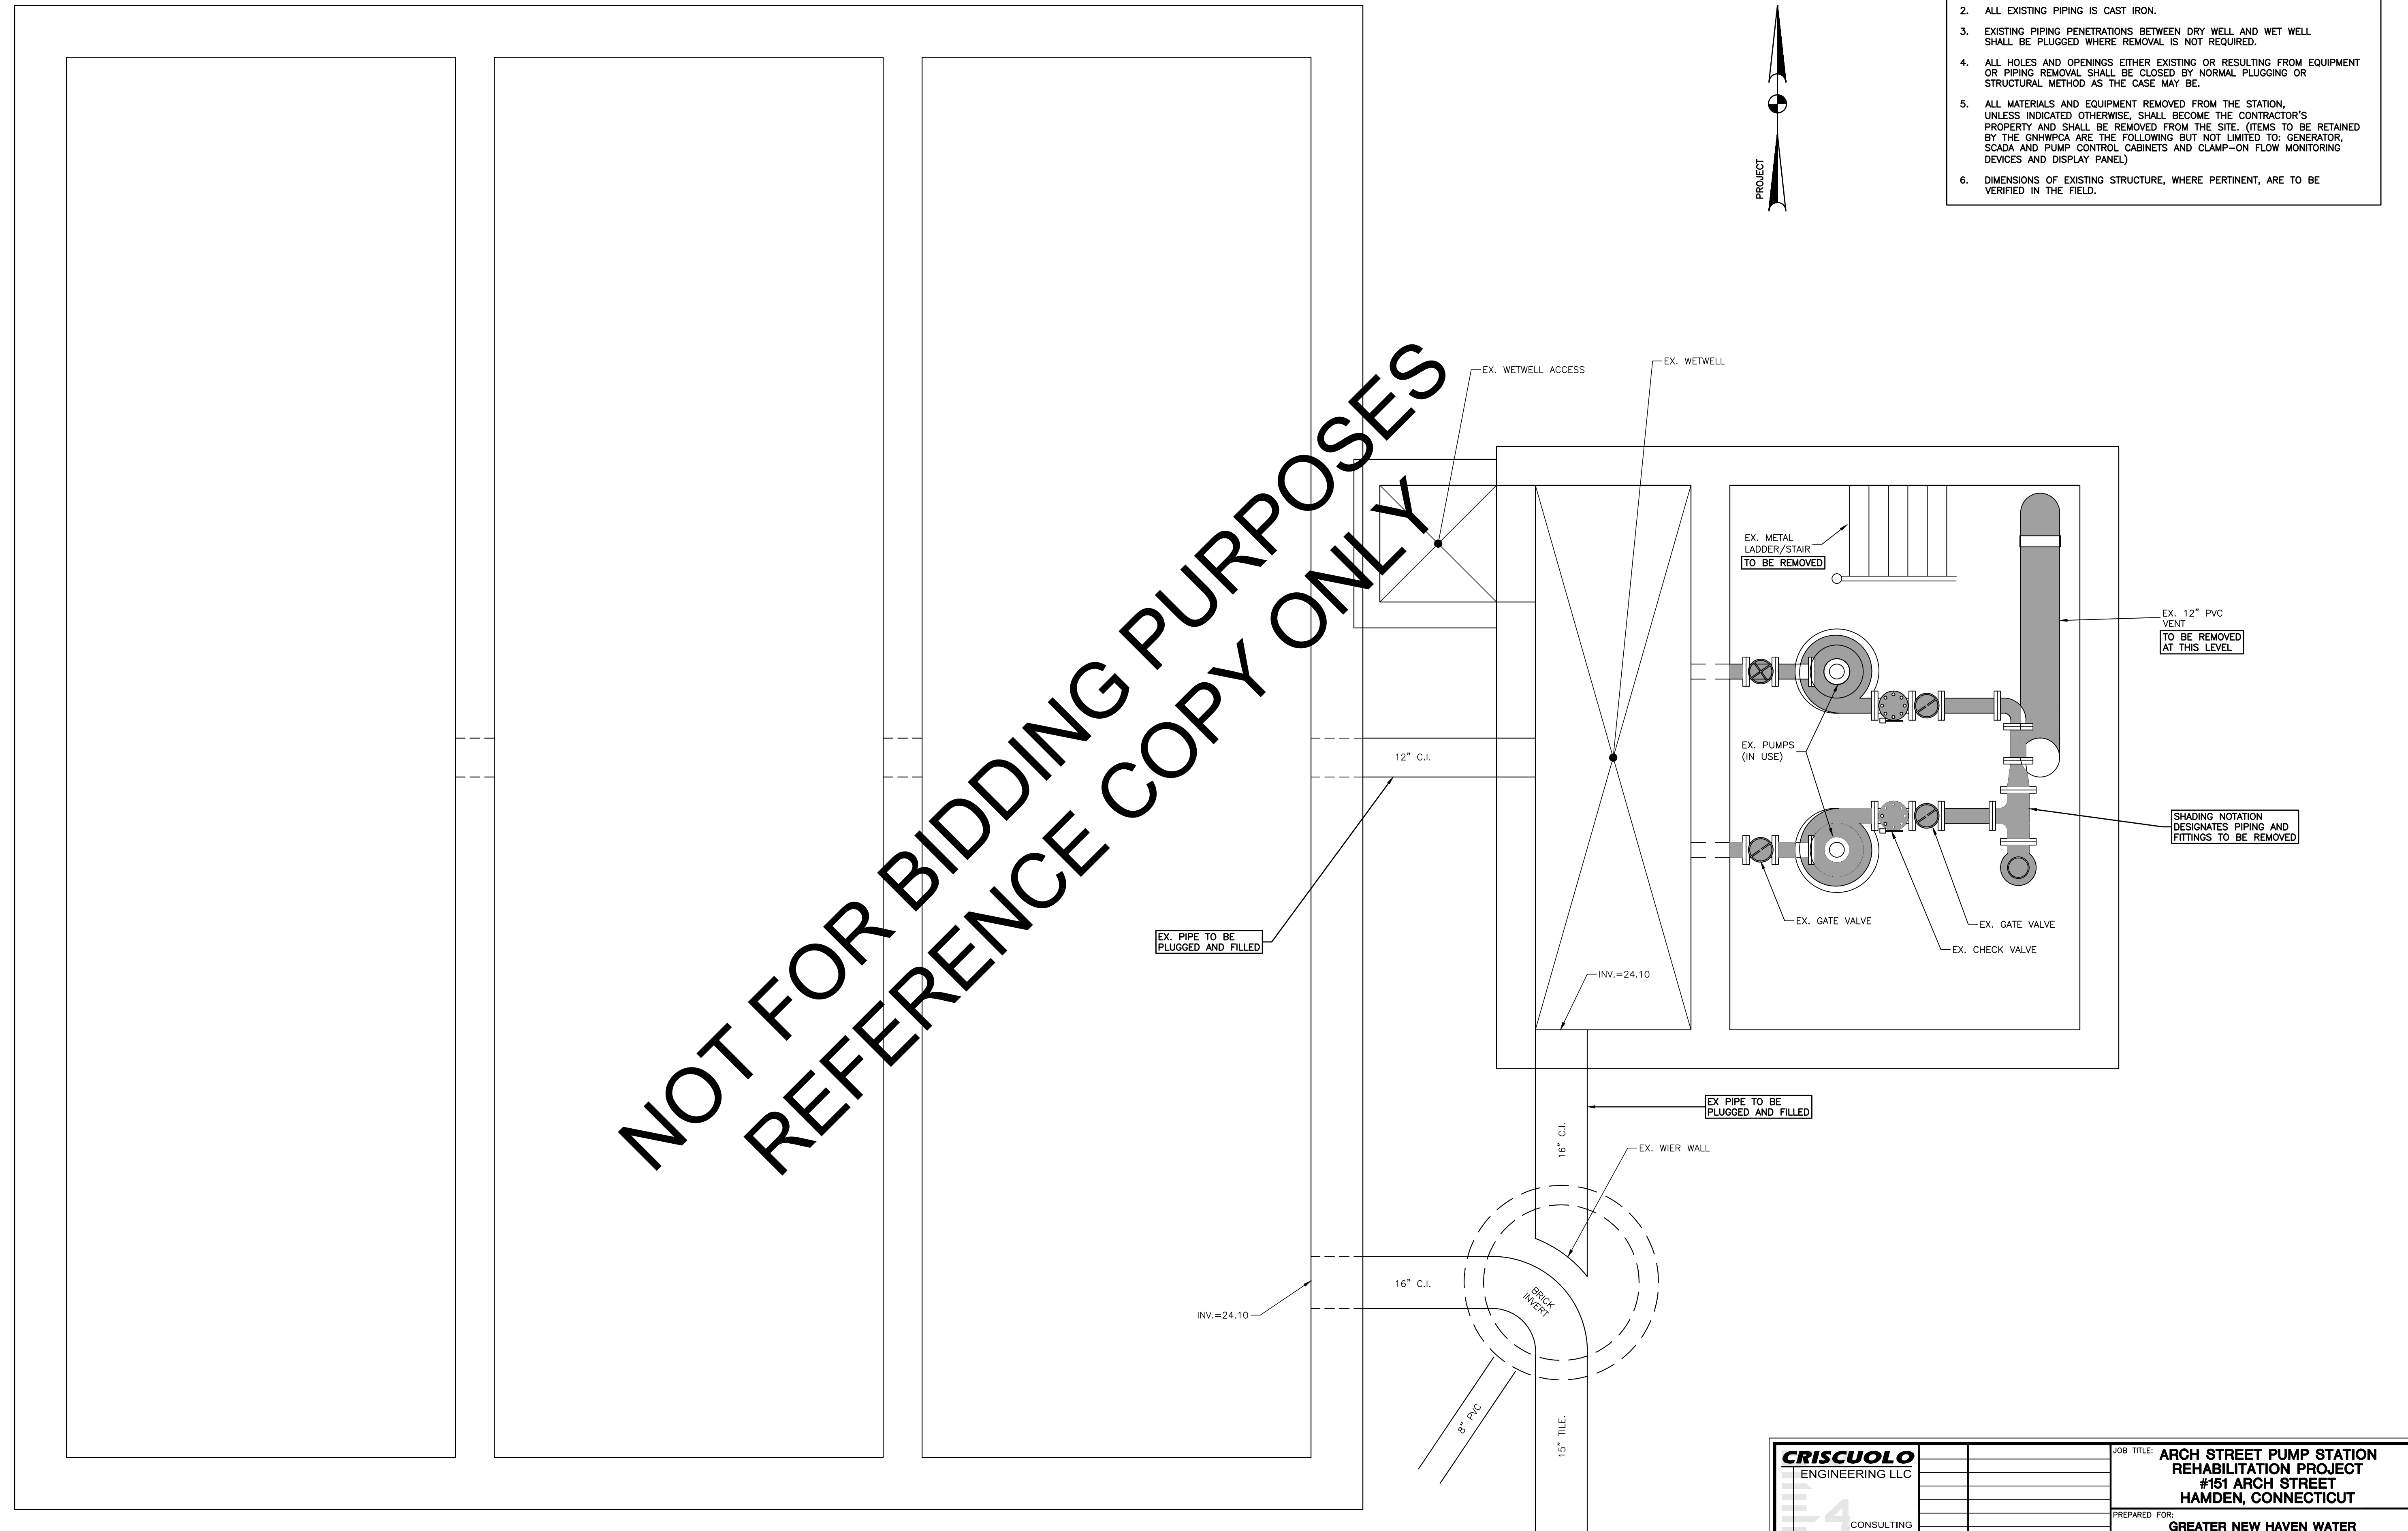 2. ALL EXISTING PIPING IS CAST IRON.
3. EXISTING PIPING PENETRATIONS BETWEEN DRY WELL AND WET WELL
SHALL BE PLUGGED WHERE REMOVAL IS NOT REQUIRED.
4. ALL HOLES AND OPENINGS EITHER EXISTING OR RESULTING FROM EQUIPMENT
OR PIPING REMOVAL SHALL BE CLOSED BY NORMAL PLUGGING OR
STRUCTURAL METHOD AS THE CASE MAY BE.
5. ALL MATERIALS AND EQUIPMENT REMOVED FROM THE STATION,
UNLESS INDICATED OTHERWISE, SHALL BECOME THE CONTRACTOR'S
PROPERTY AND SHALL BE REMOVED FROM THE SITE. (ITEMS TO BE RETAINED
BY THE GNHWPCA ARE THE FOLLOWING BUT NOT LIMITED TO: GENERATOR,
SCADA AND PUMP CONTROL CABINETS AND CLAMP-ON FLOW MONITORING
DEVICES AND DISPLAY PANEL)
6. DIMENSIONS OF EXISTING STRUCTURE, WHERE PERTINENT, ARE TO BE
VERIFIED IN THE FIELD.
PROJECT
EX. WETWELL ACCESS
EX. WETWELL
NOT FOR BIDDING PURPOSES
REFERENCE COPY ONLY
EX. METAL
LADDER/STAIR
TO BE REMOVED
EX. 12" PVC
VENT
TO BE REMOVED
AT THIS LEVEL
12" C.I.
EX. PUMPS
(IN USE)
SHADING NOTATION
DESIGNATES PIPING AND
FITTINGS TO BE REMOVED
EX. GATE VALVE
EX. GATE VALVE
EX. CHECK VALVE
EX. PIPE TO BE
PLUGGED AND FILLED
INV.=24.10
EX PIPE TO BE
PLUGGED AND FILLED
16" C.I.
EX. WIER WALL
16" C.I.
BRICK
INVERT
INV.=24.10
8" PVC
15" TILE.
CRISCUOLO
ENGINEERING LLC
4
CONSULTING
JOB TITLE: ARCH STREET PUMP STATION
REHABILITATION PROJECT
#151 ARCH STREET
HAMDEN, CONNECTICUT
PREPARED FOR:
GREATER NEW HAVEN WATER